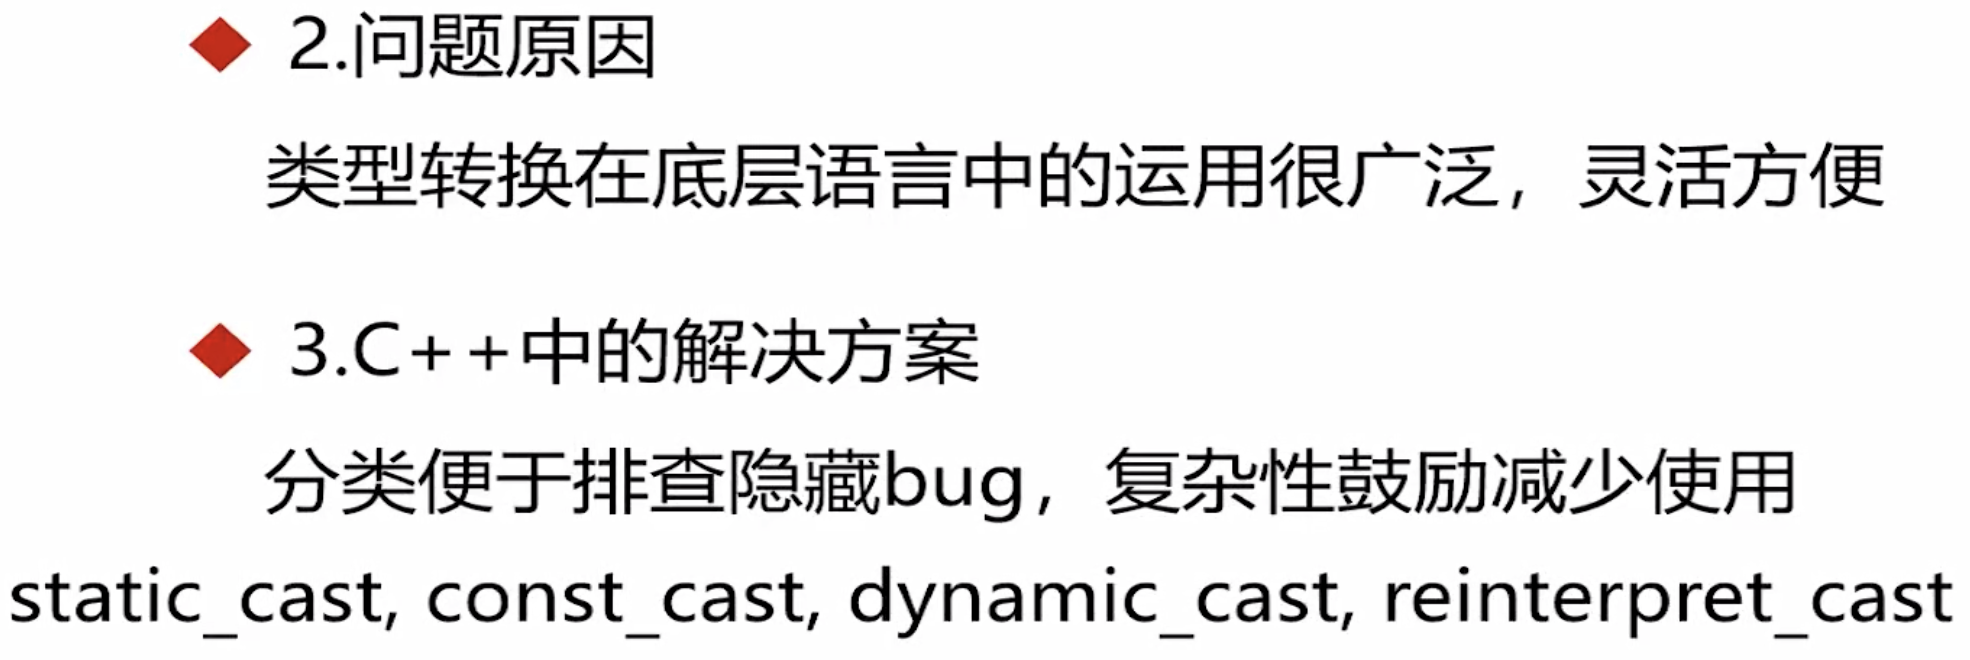 2.问题原因
类型转换在底层语言中的运用很广泛，灵活方便
3.C++中的解决方案
分类便于排查隐藏bug，复杂性鼓励减少使用
static_cast, const_cast, dynamic_cast, reinterpret_cast